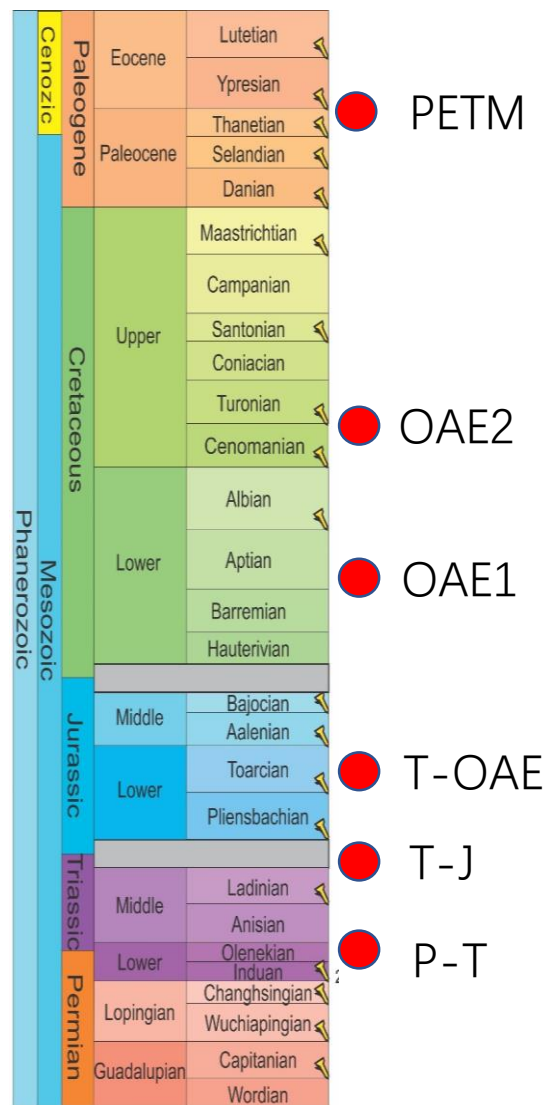 Phanerozoic
Cenozic
Mesozoic
Paleogene
Cretaceous
Jurassic
Triassic
Permian
Eocene
Paleocene
Upper
Lower
Middle
Lower
Middle
Lower
Lopingian
Guadalupian
Lutetian
Ypresian
Thanetian
Selandian
Danian
Maastrichtian
Campanian
Santonian
Coniacian
Turonian
Cenomanian
Albian
Aptian
Barremian
Hauterivian
Bajocian
Aalenian
Toarcian
Pliensbachian
Ladinian
Anisian
Olenekian
Induan
Changhsingian
Wuchiapingian
Capitanian
Wordian
PETM
OAE2
OAE1
T-OAE
T-J
P-T